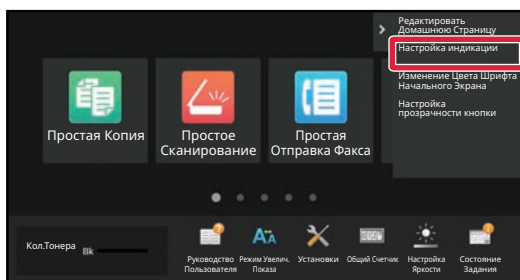 Редактировать
Домашнюю Страницу
Настройка индикации
Изменение Цвета Шрифта
Начального Экрана
Настройка
прозрачности кнопки
Простая Копия
Простое
Сканирование
Простая
Отправка Факса
Кол.Тонера
Bk
Руководство
Пользователя
Режим Увелич.
Показа
Установки
Общий Счетчик
Настройка
Яркости
Состояние
Задания